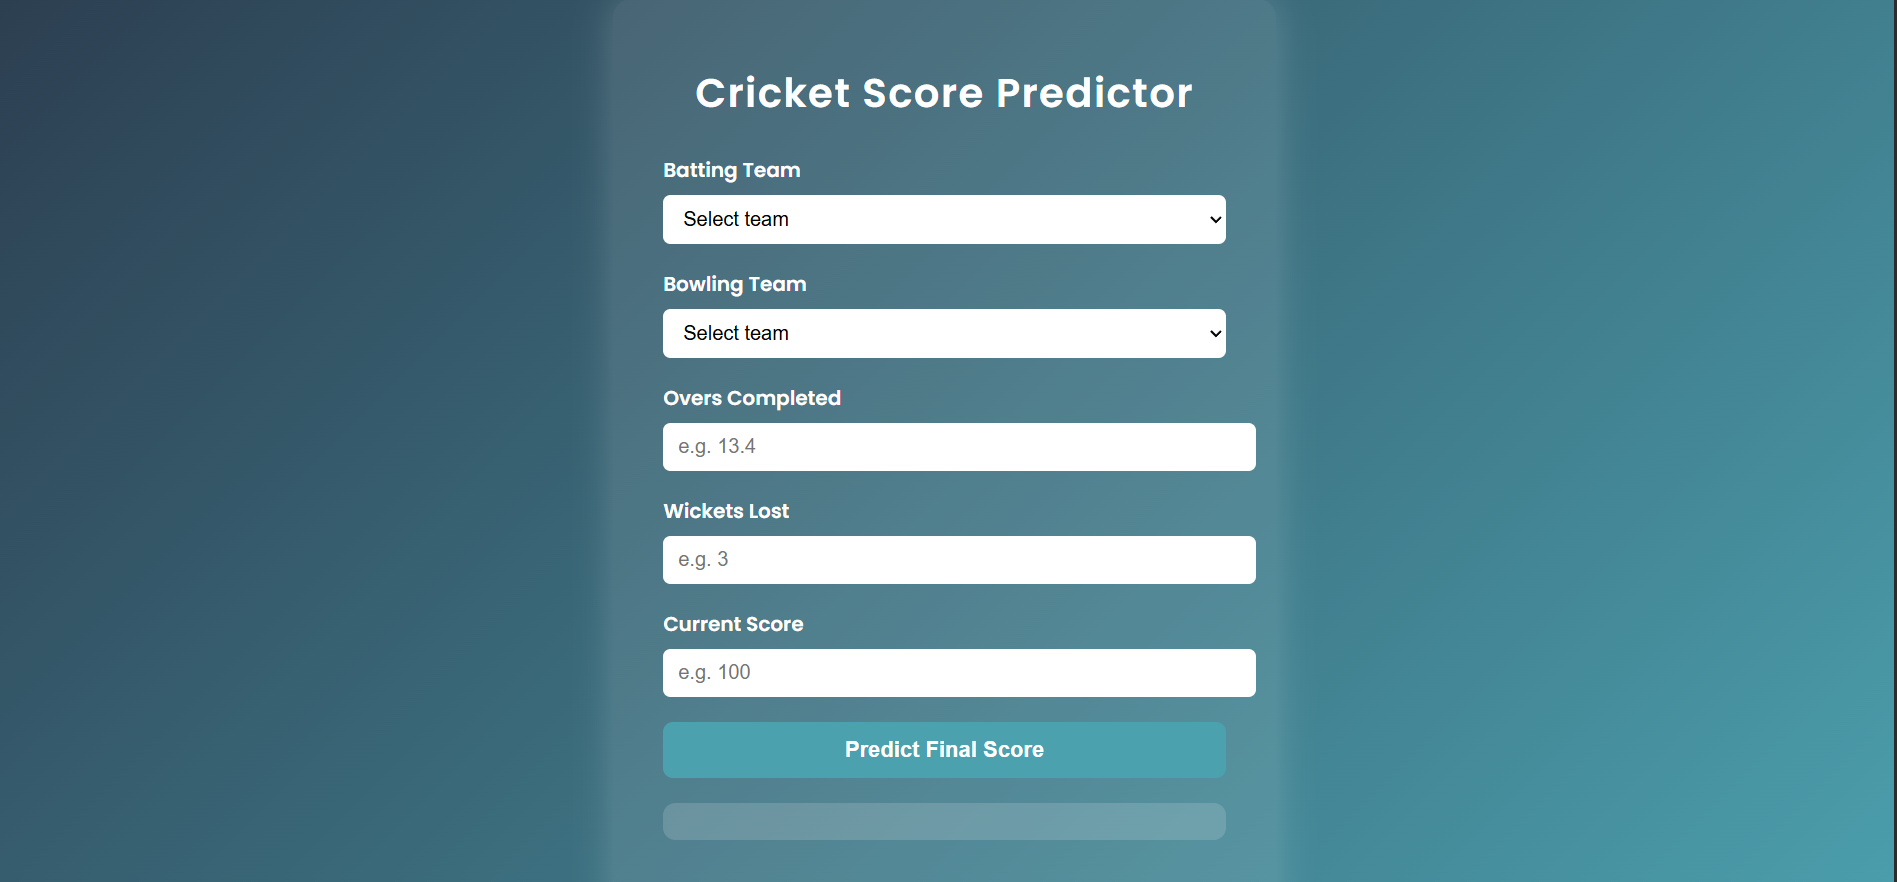 Cricket Score Predictor
Batting Team
Select team
Bowling Team
Select team
Overs Completed
e.g. 13.4
Wickets Lost
e.g. 3
Current Score
e.g. 100
Predict Final Score